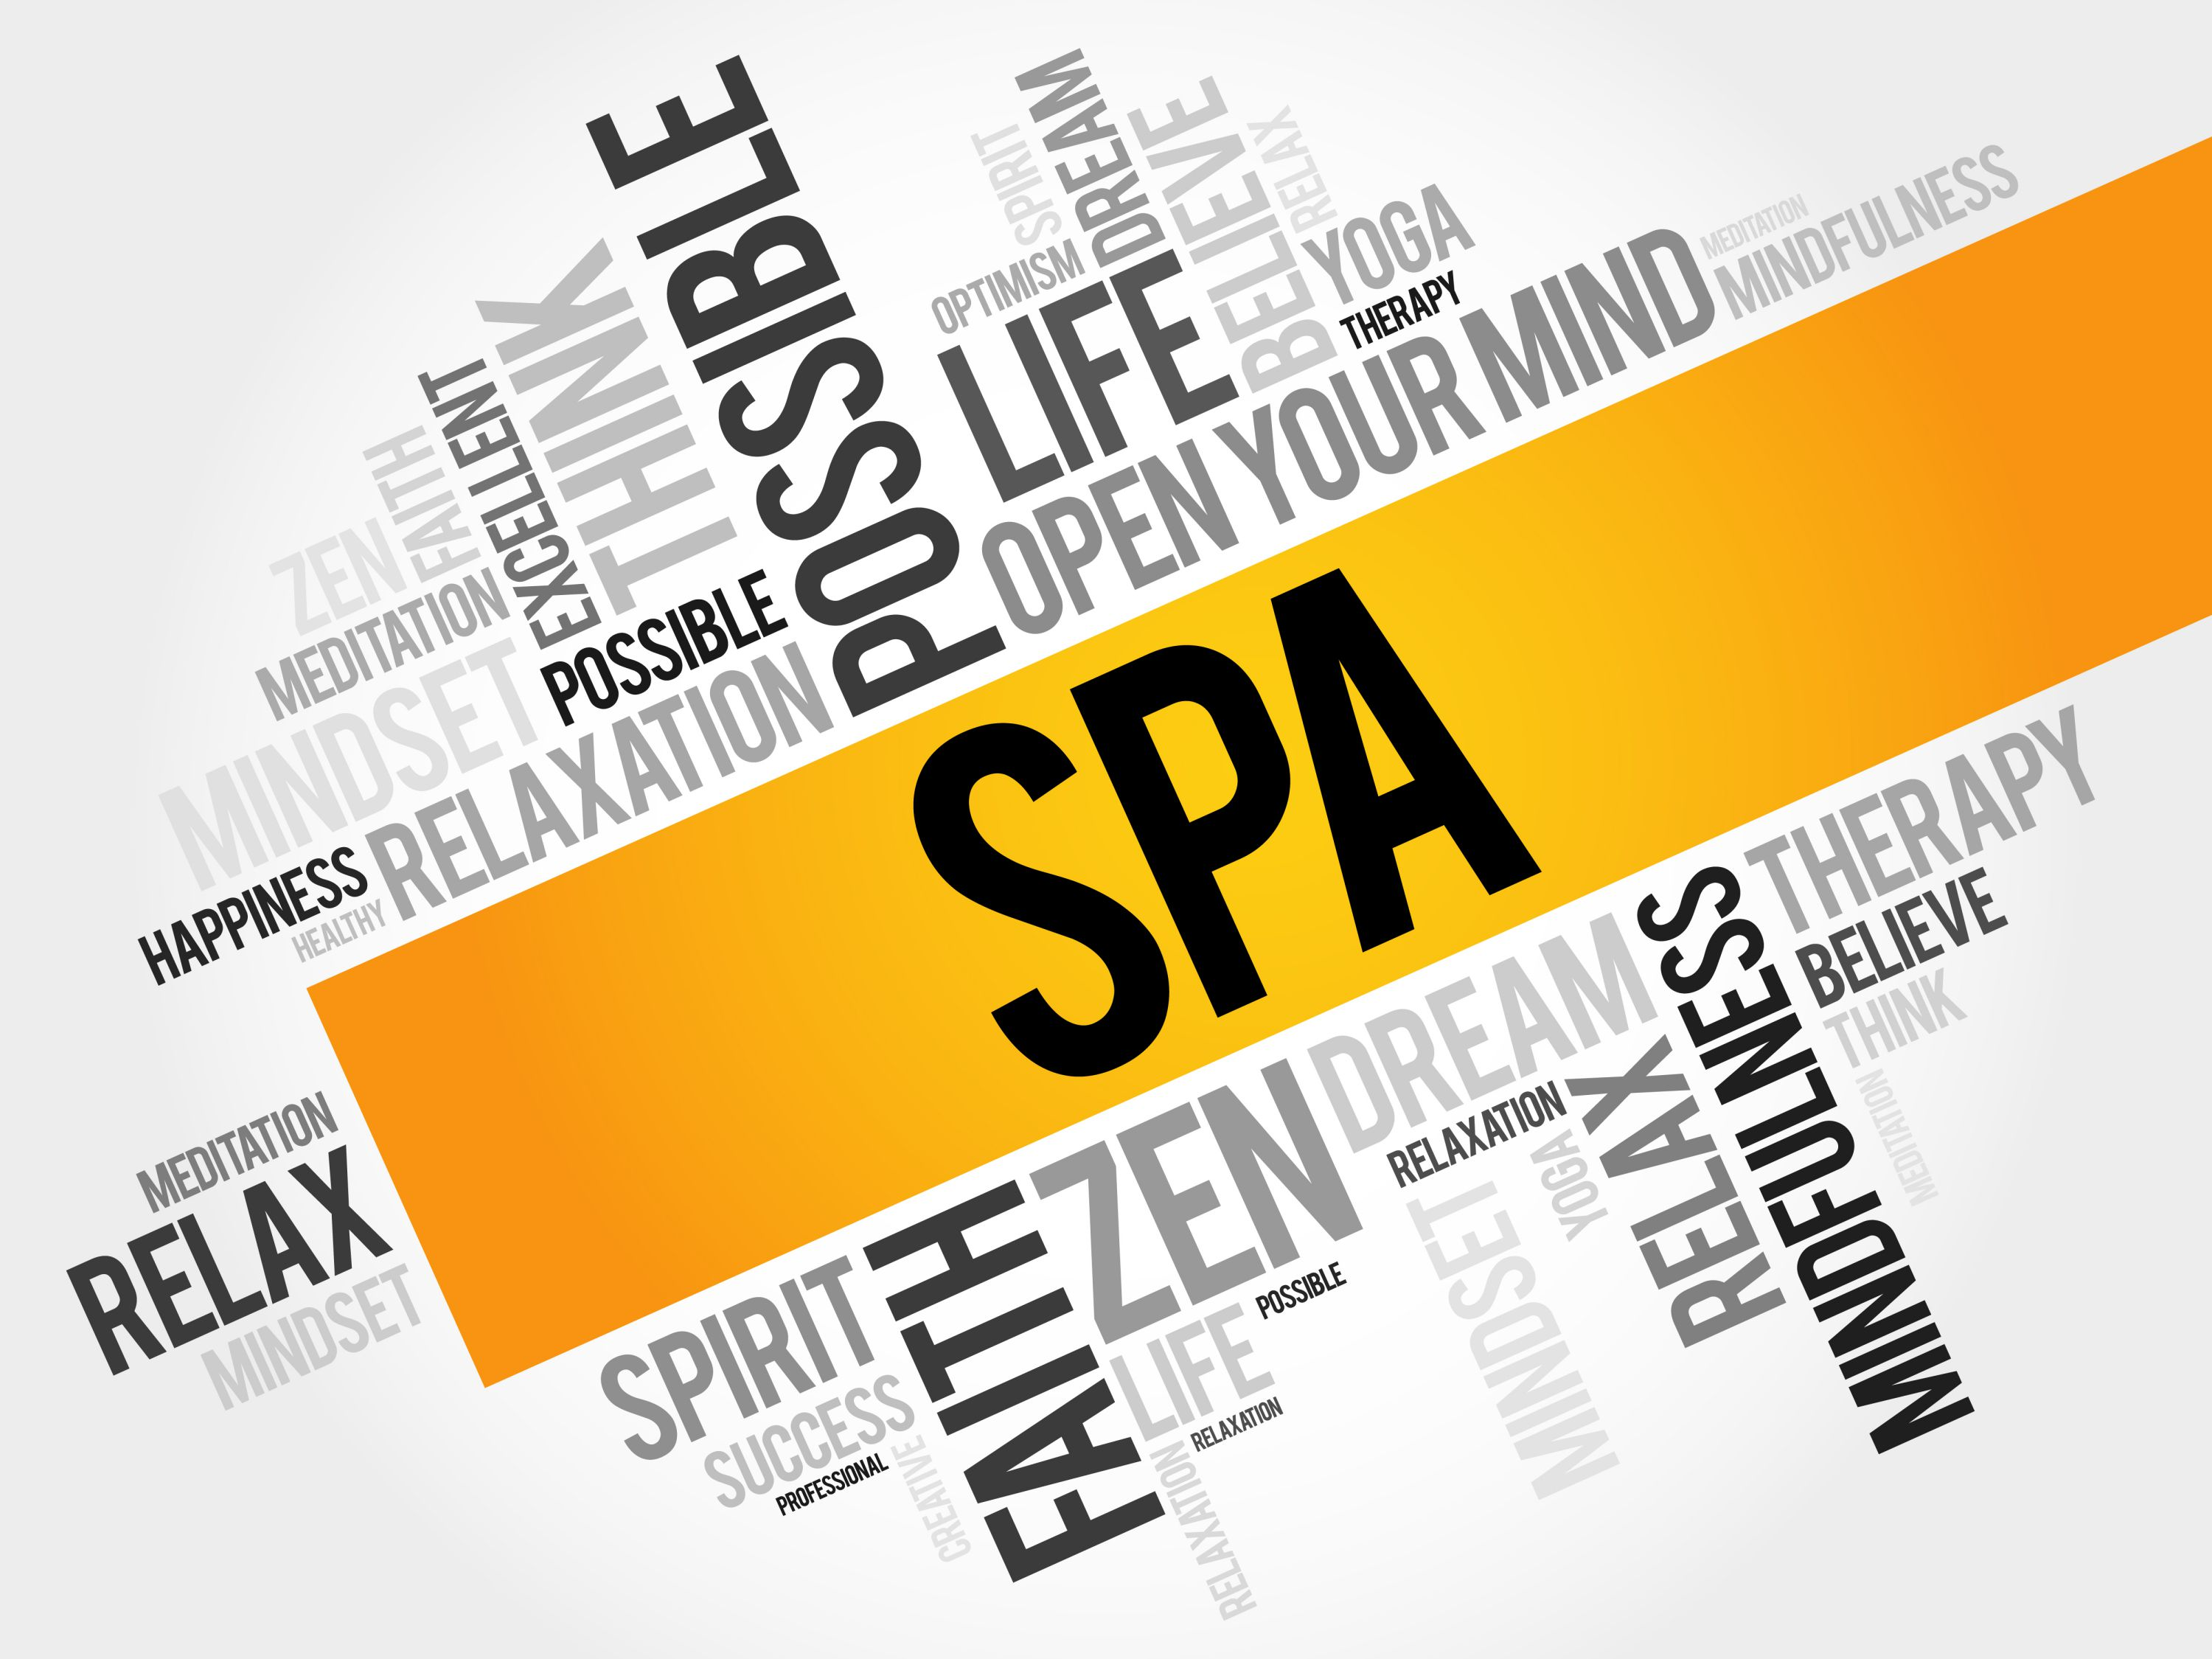 SPIRIT
DREAM
BELIEVE
RELAX
OPTIMISM
LIFE
YOGA
THERAPY
OPEN YOUR MIND
MEDITATION
MINDFULNESS
POSSIBLE
THINK
EXCELLENT
FAITH
ZEN
MEDITATION
MINDSET
POSSIBLE
RELAXATION
HAPPINESS
HEALTHY
SPA
MEDITATION
RELAX
MINDSET
THERAPY
BELIEVE
THINK
MEDITATION
MINDFULNESS
RELAX
DREAM
RELAXATION
YOGA
MINDSET
ZEN
POSSIBLE
LIFE
RELAXATION
RELAXATION
FAITH
SPIRIT
SUCCESS
PROFESSIONAL
CREATIVE